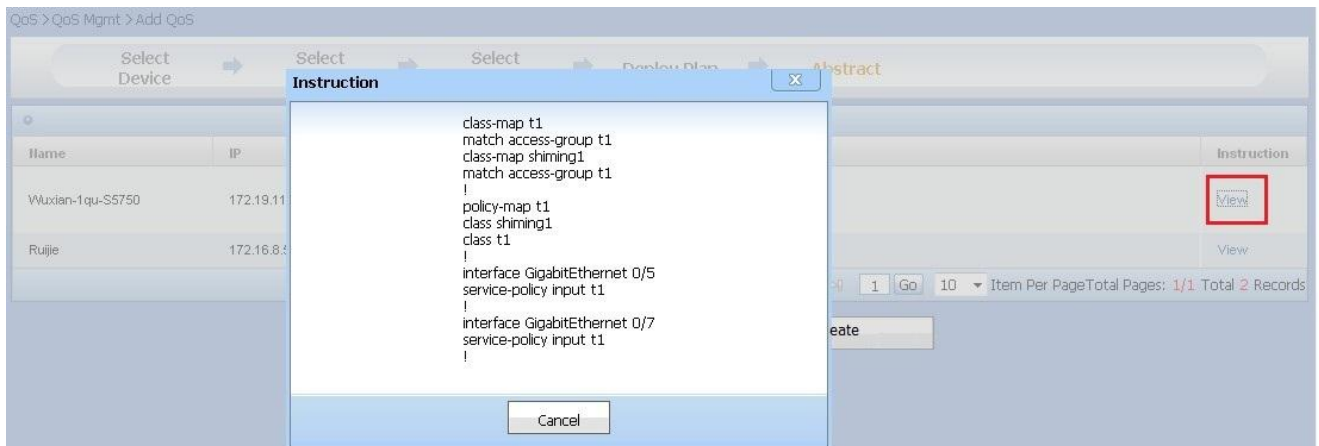 QoS > QoS Mgmt > Add QoS
Select Device
Select
Select
Deploy Plan
Abstract
Instruction
class-map t1
match access-group t1
class-map shiming1
match access-group t1
!
policy-map t1
class shiming1
class t1
!
interface GigabitEthernet 0/5
service-policy input t1
!
interface GigabitEthernet 0/7
service-policy input t1
!
Cancel
Name IP Instruction
Wuxian-1qu-S5750 172.19.11 View
Ruijie 172.16.8. View
1 Go 10 Item Per PageTotal Pages: 1/1 Total 2 Records
eate